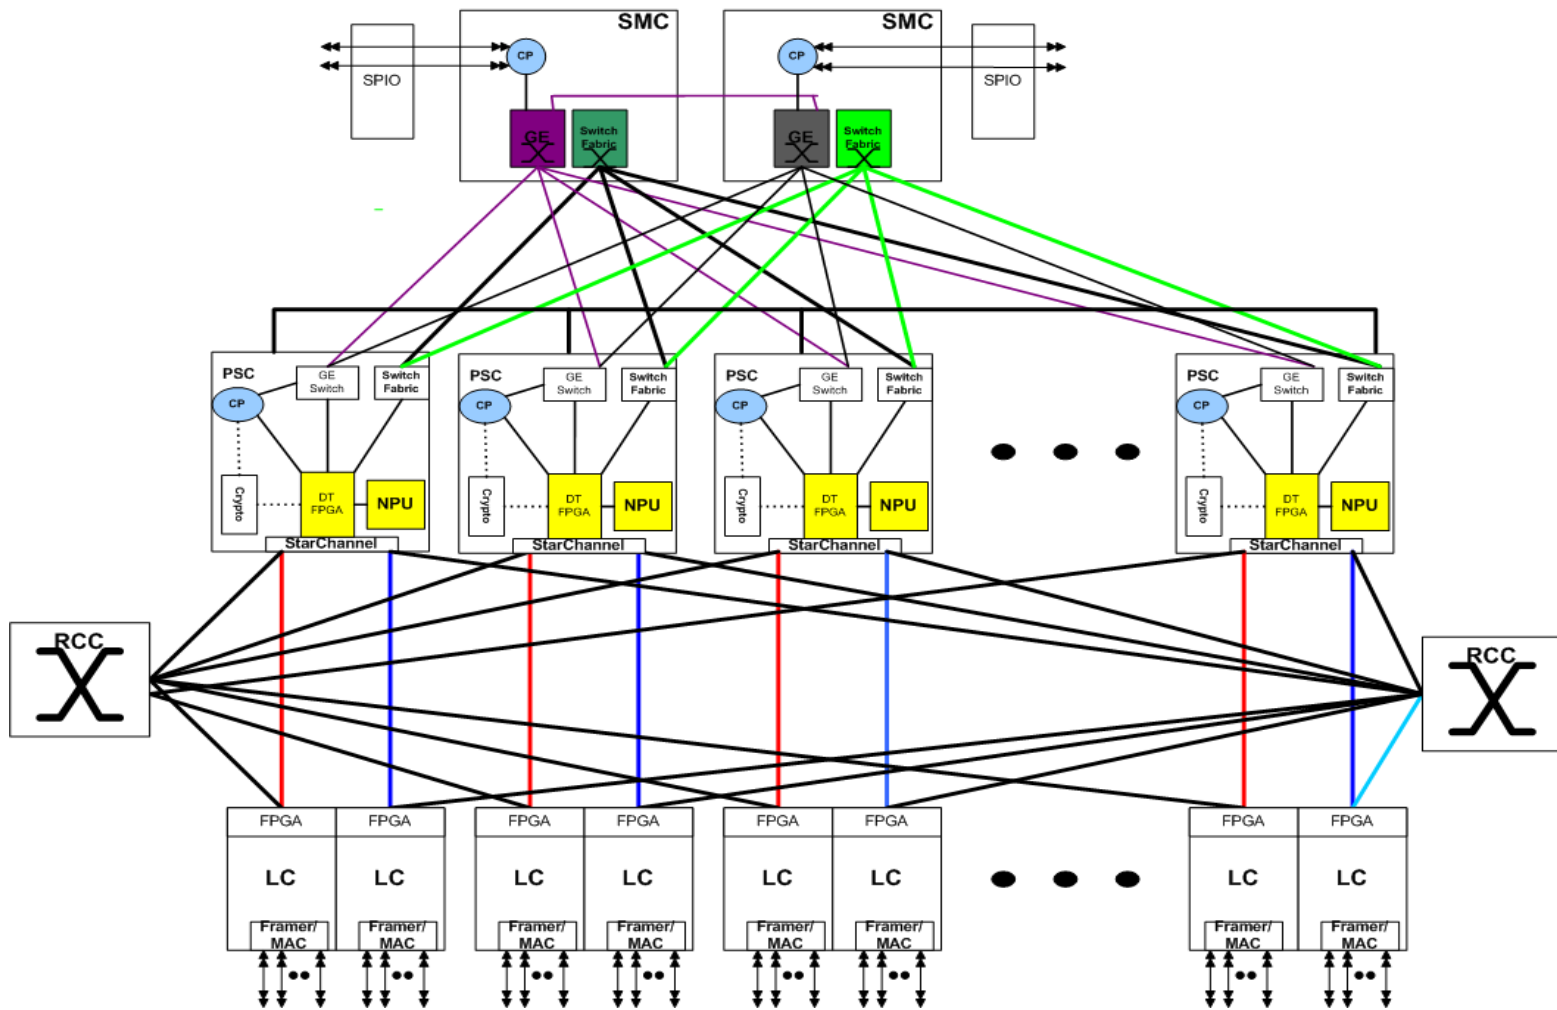 SMC
SMC
CP
CP
SPIO
SPIO
GE
Switch
Fabric
GE
Switch
Fabric
PSC
GE
Switch
Switch
Fabric
CP
Crypto
DT
FPGA
NPU
StarChannel
PSC
GE
Switch
Switch
Fabric
CP
Crypto
DT
FPGA
NPU
StarChannel
PSC
GE
Switch
Switch
Fabric
CP
Crypto
DT
FPGA
NPU
StarChannel
PSC
GE
Switch
Switch
Fabric
CP
Crypto
DT
FPGA
NPU
StarChannel
RCC
RCC
FPGA
FPGA
FPGA
FPGA
FPGA
FPGA
FPGA
FPGA
LC
LC
LC
LC
LC
LC
LC
LC
Framer/
MAC
Framer/
MAC
Framer/
MAC
Framer/
MAC
Framer/
MAC
Framer/
MAC
Framer/
MAC
Framer/
MAC